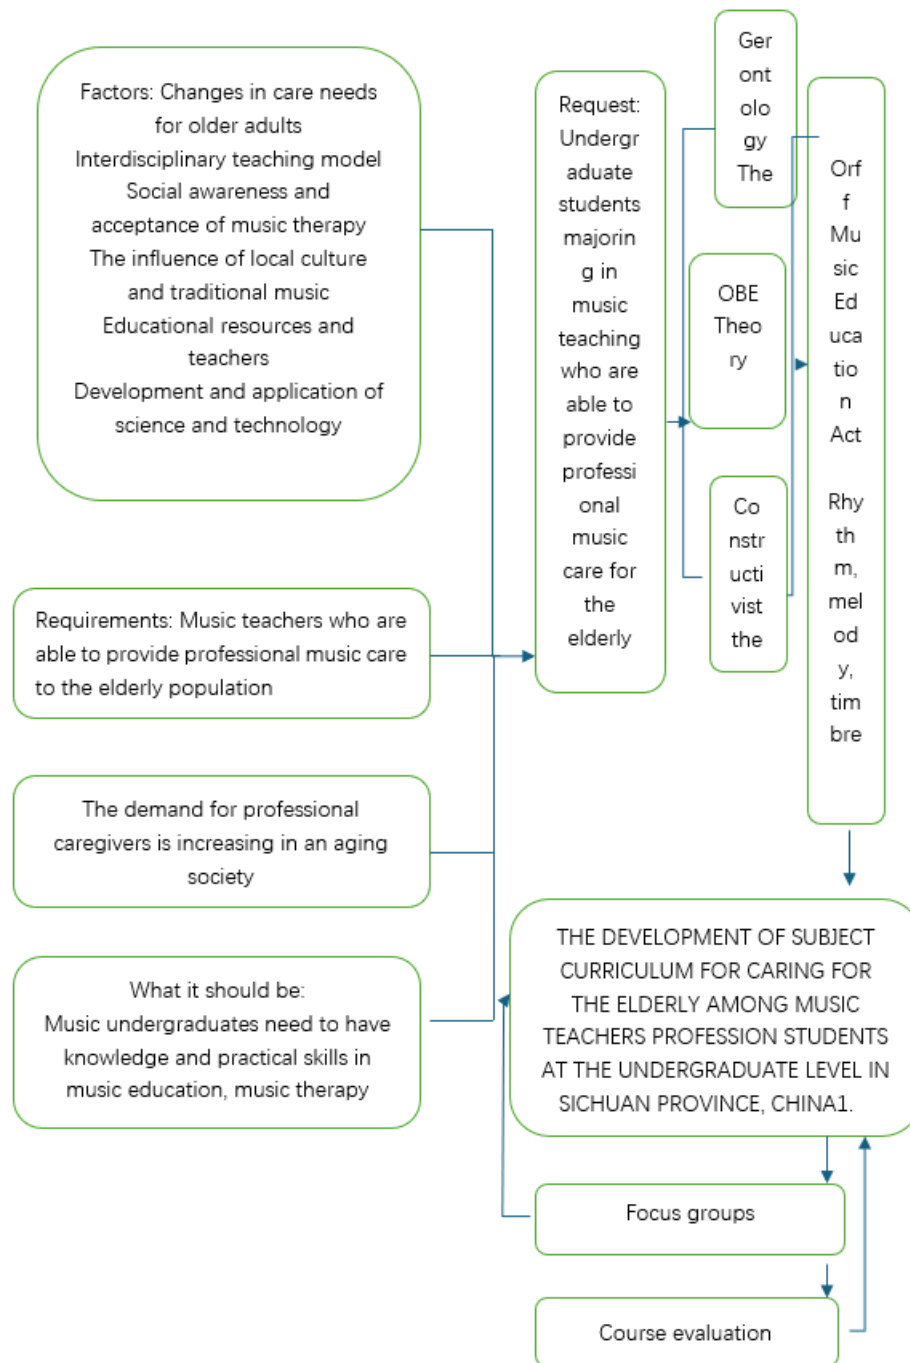 Factors: Changes in care needs
for older adults
Interdisciplinary teaching model
Social awareness and
acceptance of music therapy
The influence of local culture
and traditional music
Educational resources and
teachers
Development and application of
science and technology
Requirements: Music teachers who are
able to provide professional music care
to the elderly population
The demand for professional
caregivers is increasing in an aging
society
What it should be:
Music undergraduates need to have
knowledge and practical skills in
music education, music therapy
Request:
Undergr
aduate
students
majorin
g in
music
teaching
who are
able to
provide
professi
onal
music
care for
the
elderly
Ger
ont
olo
gy
The
OBE
Theo
ry
Co
nstr
ucti
vist
the
Orf
f
Mu
sic
Ed
uca
tio
n
Act
Rhy
th
m,
mel
od
y,
tim
bre
THE DEVELOPMENT OF SUBJECT
CURRICULUM FOR CARING FOR
THE ELDERLY AMONG MUSIC
TEACHERS PROFESSION STUDENTS
AT THE UNDERGRADUATE LEVEL IN
SICHUAN PROVINCE, CHINA1.
Focus groups
Course evaluation